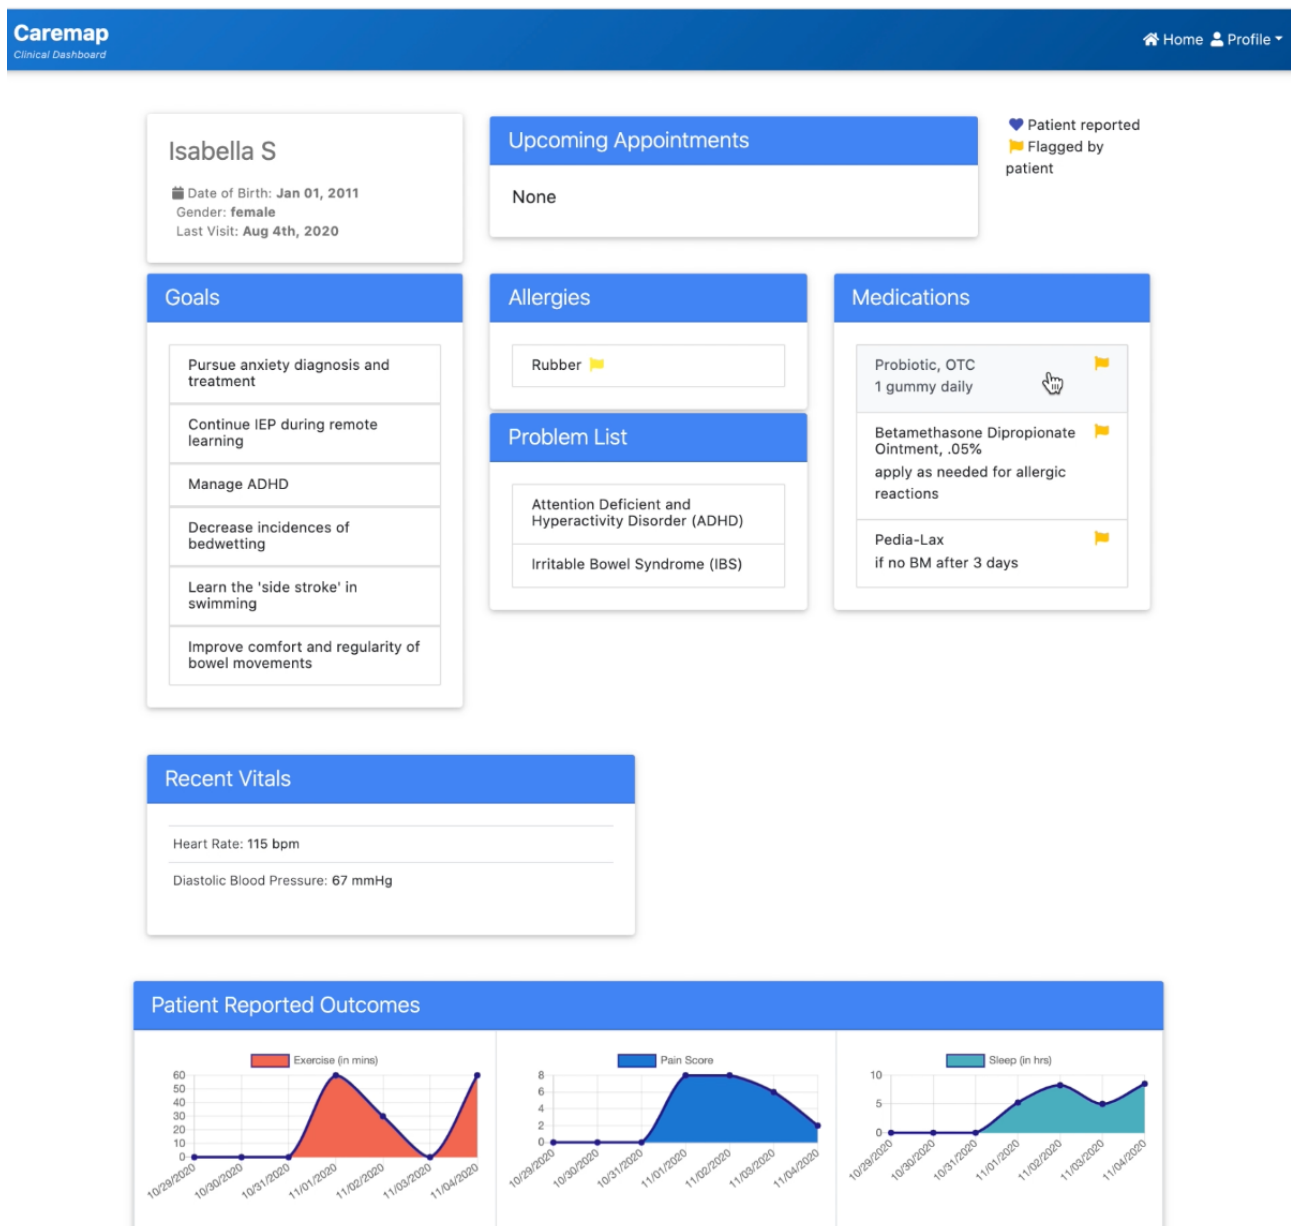 Caremap
Clinical Dashboard
Home Profile
Isabella S
Date of Birth: Jan 01, 2011
Gender: female
Last Visit: Aug 4th, 2020
Upcoming Appointments
None
Patient reported
Flagged by
patient
Goals
Pursue anxiety diagnosis and
treatment
Continue IEP during remote
learning
Manage ADHD
Decrease incidences of
bedwetting
Learn the 'side stroke' in
swimming
Improve comfort and regularity of
bowel movements
Allergies
Rubber
Problem List
Attention Deficient and
Hyperactivity Disorder (ADHD)
Irritable Bowel Syndrome (IBS)
Medications
Probiotic, OTC
1 gummy daily
Betamethasone Dipropionate
Ointment, .05%
apply as needed for allergic
reactions
Pedia-Lax
if no BM after 3 days
Recent Vitals
Heart Rate: 115 bpm
Diastolic Blood Pressure: 67 mmHg
Patient Reported Outcomes
Exercise (in mins)
60
50
40
30
20
10
0
10/29/2020
10/30/2020
10/31/2020
11/01/2020
11/02/2020
11/03/2020
11/04/2020
Pain Score
8
6
4
2
0
10/29/2020
10/30/2020
10/31/2020
11/01/2020
11/02/2020
11/03/2020
11/04/2020
Sleep (in hrs)
10
5
0
10/29/2020
10/30/2020
10/31/2020
11/01/2020
11/02/2020
11/03/2020
11/04/2020